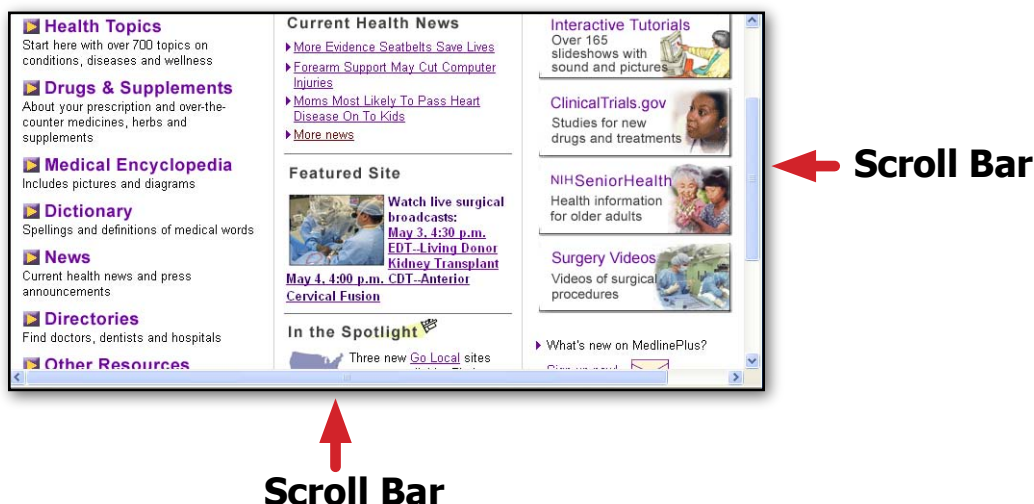 Health Topics
Start here with over 700 topics on
conditions, diseases and wellness
Drugs & Supplements
About your prescription and over-the-
counter medicines, herbs and
supplements
Medical Encyclopedia
Includes pictures and diagrams
Dictionary
Spellings and definitions of medical words
News
Current health news and press
announcements
Directories
Find doctors, dentists and hospitals
Other Resources
Current Health News
More Evidence Seatbelts Save Lives
Forearm Support May Cut Computer
Injuries
Moms Most Likely To Pass Heart
Disease On To Kids
More news
Featured Site
Watch live surgical
broadcasts:
May 3, 4:30 p.m.
EDT--Living Donor
Kidney Transplant
May 4, 4:00 p.m. CDT--Anterior
Cervical Fusion
In the Spotlight
Three new Go Local sites
Interactive Tutorials
Over 165
slideshows with
sound and pictures
ClinicalTrials.gov
Studies for new
drugs and treatments
NIHSeniorHealth
Health information
for older adults
Surgery Videos
Videos of surgical
procedures
What's new on MedlinePlus?
Scroll Bar
Scroll Bar